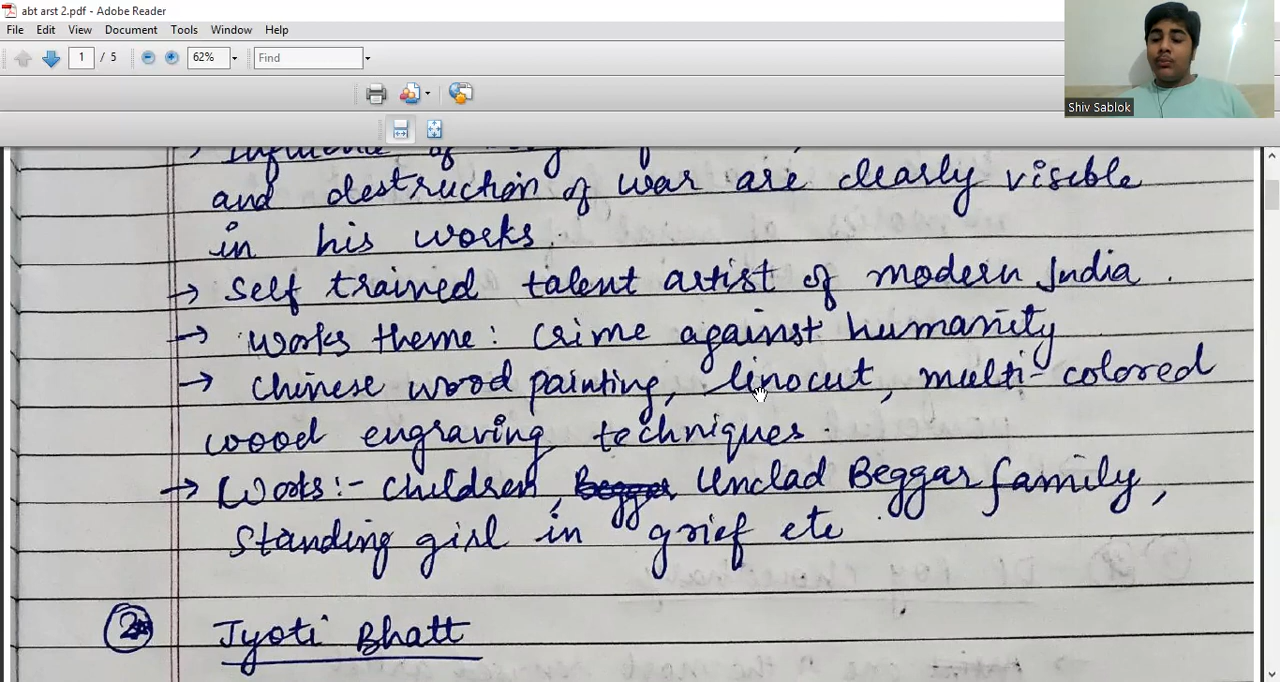 abt arst 2.pdf - Adobe Reader
File Edit View Document Tools Window Help
1 / 5 62% Find
Shiv Sablok
→ Influence of
and destruction of war are clearly visible
in his works.
→ Self trained talent artist of modern India.
→ Works theme: Crime against humanity
→ Chinese wood painting, linocut, multi-colored
wood engraving techniques.
→ Works:- Children, Unclad Beggar family,
Standing girl in grief etc
2 Jyoti Bhatt